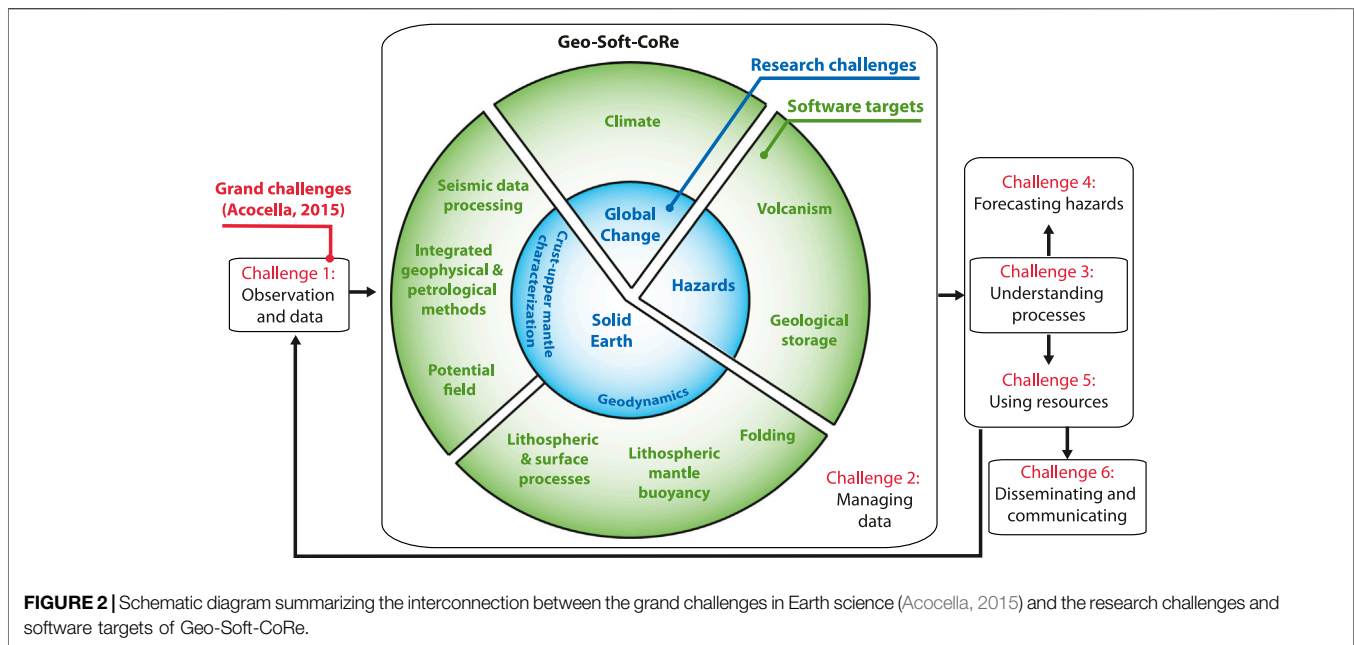 Geo-Soft-CoRe
Research challenges
Software targets
Climate
Seismic data
processing
Integrated
geophysical &
petrological
methods
Potential
field
Volcanism
Geological
storage
Global
Change
Hazards
Solid
Earth
Crust-upper mantle
characterization
Geodynamics
Lithospheric
& surface
processes
Lithospheric
mantle
buoyancy
Folding
Grand challenges
(Acocella, 2015)
Challenge 1:
Observation
and data
Challenge 2:
Managing
data
Challenge 4:
Forecasting hazards
Challenge 3:
Understanding
processes
Challenge 5:
Using resources
Challenge 6:
Disseminating and
communicating
FIGURE 2 | Schematic diagram summarizing the interconnection between the grand challenges in Earth science (Acocella, 2015) and the research challenges and
software targets of Geo-Soft-CoRe.